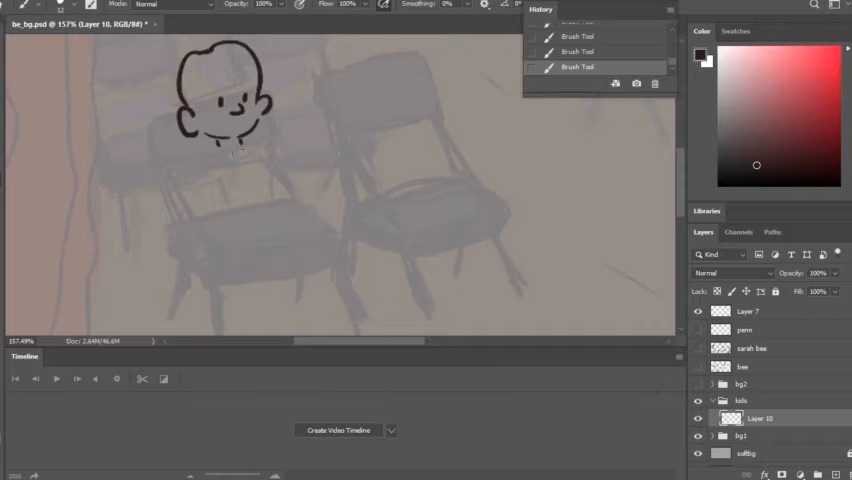 Mode: Normal Opacity: 100% Flow: 100% Smoothing: 0% 0°
12
be_bg.psd @ 157% (Layer 10, RGB/8#) *
History
Brush Tool
Brush Tool
Brush Tool
Color Swatches
Libraries
Layers Channels Paths
Kind
Normal Opacity: 100%
Lock: Fill: 100%
Layer 7
penn
sarah bee
bee
bg2
kids
Layer 10
bg1
softbg
157.49% Doc: 2.64M/46.6M
Timeline
Create Video Timeline
fx